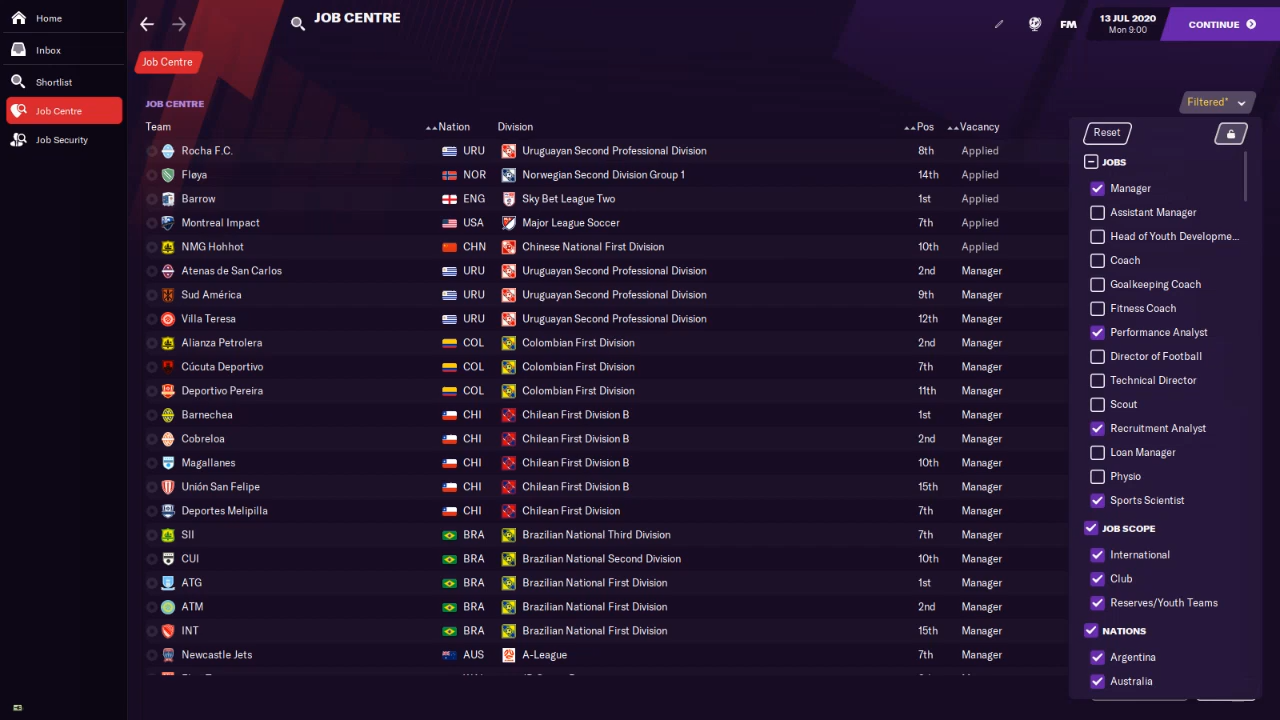 Home
Inbox
Shortlist
Job Centre
Job Security
JOB CENTRE
FM
13 JUL 2020
Mon 9:00
CONTINUE
Job Centre
JOB CENTRE
Filtered*
Team Nation Division Pos Vacancy
Rocha F.C. URU Uruguayan Second Professional Division 8th Applied
Fløya NOR Norwegian Second Division Group 1 14th Applied
Barrow ENG Sky Bet League Two 1st Applied
Montreal Impact USA Major League Soccer 7th Applied
NMG Hohhot CHN Chinese National First Division 10th Applied
Atenas de San Carlos URU Uruguayan Second Professional Division 2nd Manager
Sud América URU Uruguayan Second Professional Division 9th Manager
Villa Teresa URU Uruguayan Second Professional Division 12th Manager
Alianza Petrolera COL Colombian First Division 2nd Manager
Cúcuta Deportivo COL Colombian First Division 7th Manager
Deportivo Pereira COL Colombian First Division 11th Manager
Barnechea CHI Chilean First Division B 1st Manager
Cobreloa CHI Chilean First Division B 2nd Manager
Magallanes CHI Chilean First Division B 10th Manager
Unión San Felipe CHI Chilean First Division B 15th Manager
Deportes Melipilla CHI Chilean First Division 7th Manager
SII BRA Brazilian National Third Division 7th Manager
CUI BRA Brazilian National Second Division 10th Manager
ATG BRA Brazilian National First Division 1st Manager
ATM BRA Brazilian National First Division 2nd Manager
INT BRA Brazilian National First Division 15th Manager
Newcastle Jets AUS A-League 7th Manager
Reset
JOBS
Manager
Assistant Manager
Head of Youth Developme...
Coach
Goalkeeping Coach
Fitness Coach
Performance Analyst
Director of Football
Technical Director
Scout
Recruitment Analyst
Loan Manager
Physio
Sports Scientist
JOB SCOPE
International
Club
Reserves/Youth Teams
NATIONS
Argentina
Australia